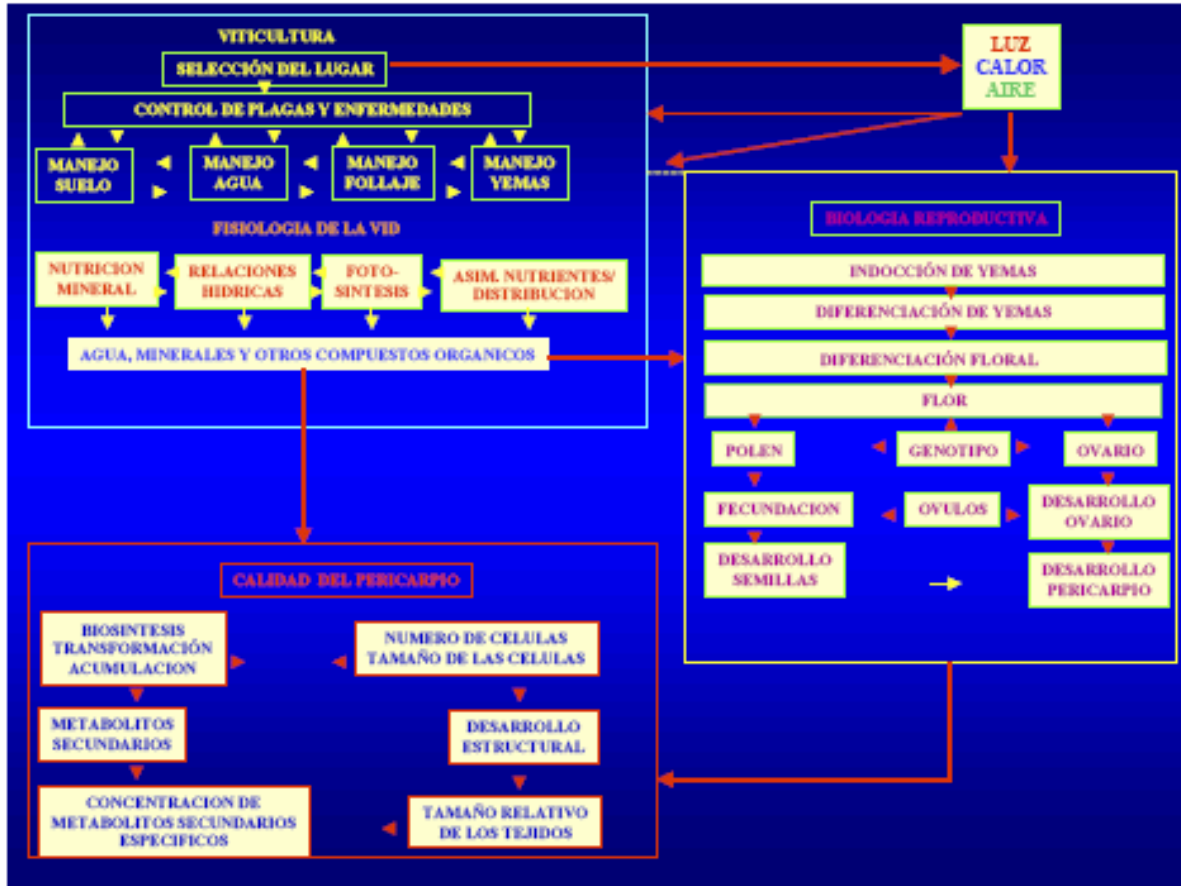 VITICULTURA
SELECCIÓN DEL LUGAR
CONTROL DE PLAGAS Y ENFERMEDADES
MANEJO
SUELO
MANEJO
AGUA
MANEJO
FOLLAJE
MANEJO
YEMAS
FISIOLOGIA DE LA VID
NUTRICION
MINERAL
RELACIONES
HIDRICAS
FOTO-
SINTESIS
ASIM. NUTRIENTES/
DISTRIBUCION
AGUA, MINERALES Y OTROS COMPUESTOS ORGANICOS
LUZ
CALOR
AIRE
BIOLOGIA REPRODUCTIVA
INDOCCIÓN DE YEMAS
DIFERENCIACIÓN DE YEMAS
DIFERENCIACIÓN FLORAL
FLOR
POLEN
GENOTIPO
OVARIO
FECUNDACION
OVULOS
DESARROLLO
OVARIO
DESARROLLO
SEMILLAS
DESARROLLO
PERICARPIO
CALIDAD DEL PERICARPIO
BIOSINTESIS
TRANSFORMACIÓN
ACUMULACION
NUMERO DE CELULAS
TAMAÑO DE LAS CELULAS
METABOLITOS
SECUNDARIOS
DESARROLLO
ESTRUCTURAL
CONCENTRACION DE
METABOLITOS SECUNDARIOS
ESPECIFICOS
TAMAÑO RELATIVO
DE LOS TEJIDOS